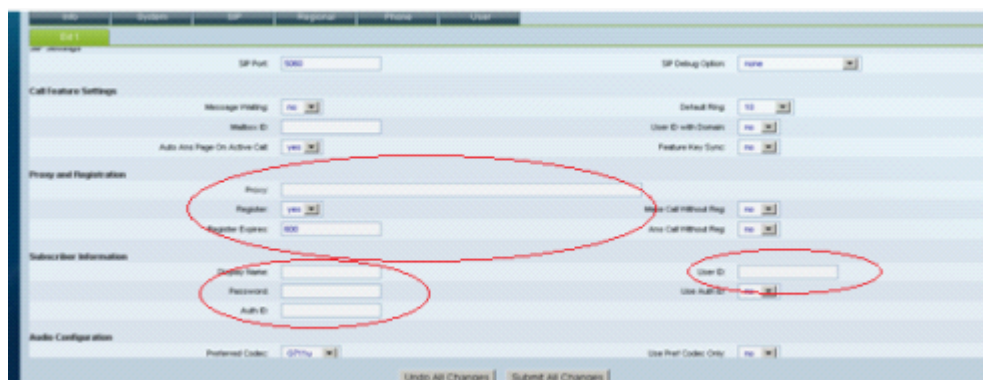 Info System SIP Regional Phone User
Ext 1
SIP Settings
SIP Port: 5060 SIP Debug Option: none
Call Feature Settings
Message Waiting: no Default Ring: 10
Mailbox ID: User ID with Domain: no
Auto Ans Page On Active Call: yes Feature Key Sync: no
Proxy and Registration
Proxy:
Register: yes Make Call Without Reg: no
Register Expires: 600 Ans Call Without Reg: no
Subscriber Information
Display Name: User ID:
Password: Use Auth ID: no
Auth ID:
Audio Configuration
Preferred Codec: G711u Use Pref Codec Only: no
Undo All Changes Submit All Changes